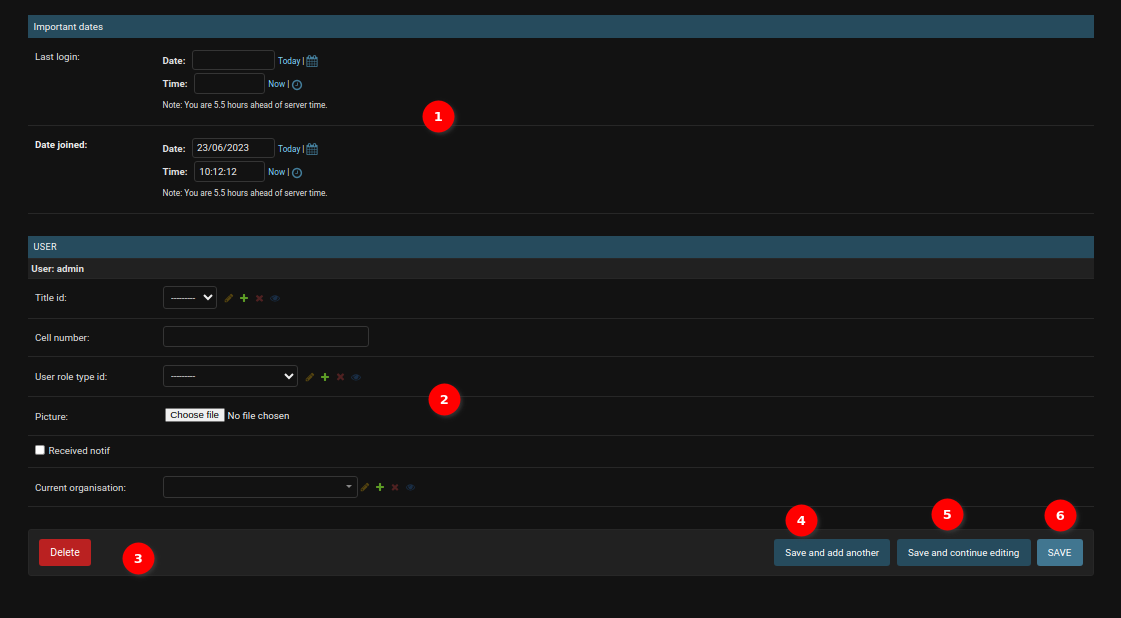 Important dates
Last login:
Date: Today |
Time: Now |
Note: You are 5.5 hours ahead of server time.
1
Date joined:
Date: 23/06/2023 Today |
Time: 10:12:12 Now |
Note: You are 5.5 hours ahead of server time.
USER
User: admin
Title id: --------
Cell number:
User role type id: --------
2
Picture: Choose file No file chosen
Received notif
Current organisation:
4 5 6
Delete 3 Save and add another Save and continue editing SAVE